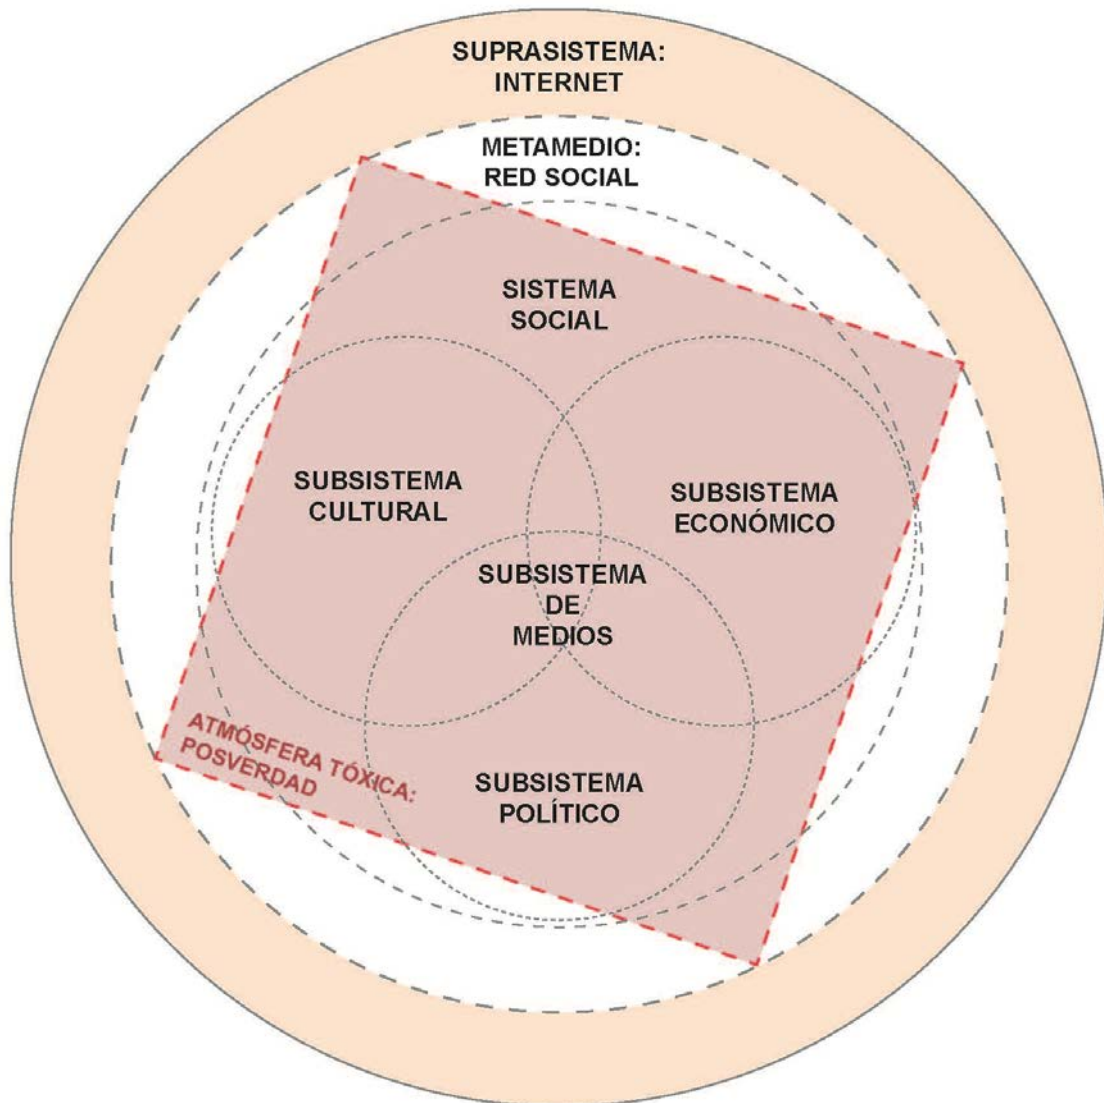 SUPRASISTEMA:
INTERNET
METAMEDIO:
RED SOCIAL
SISTEMA
SOCIAL
SUBSISTEMA
CULTURAL
SUBSISTEMA
ECONÓMICO
SUBSISTEMA
DE
MEDIOS
ATMÓSFERA TÓXICA:
POSVERDAD
SUBSISTEMA
POLÍTICO